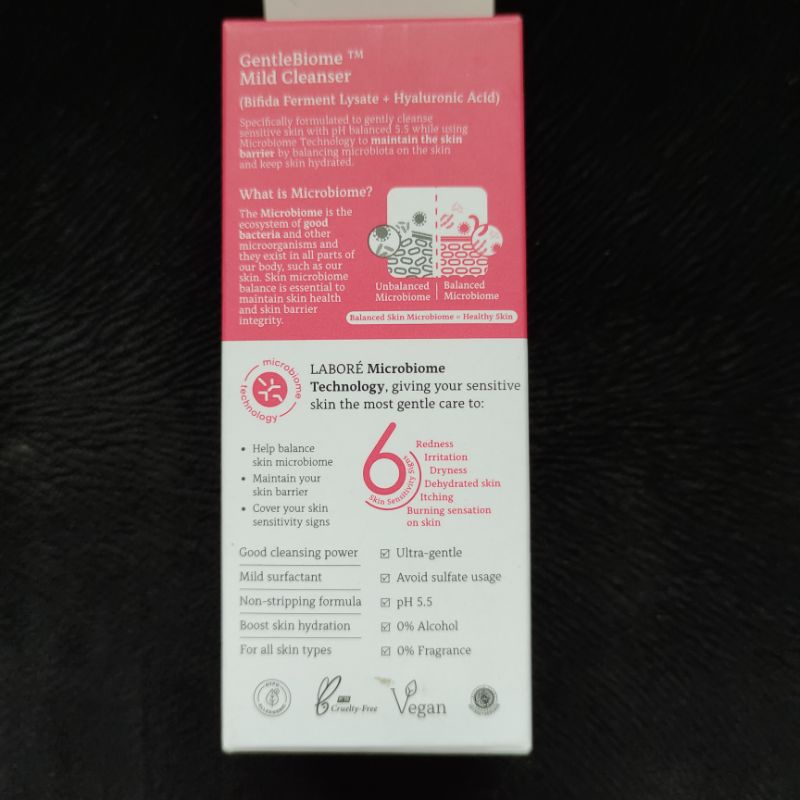 GentleBiome ™
Mild Cleanser
(Bifida Ferment Lysate + Hyaluronic Acid)
Specifically formulated to gently cleanse
sensitive skin with pH balanced 5.5 while using
Microbiome Technology to maintain the skin
barrier by balancing microbiota on the skin
and keep skin hydrated.
What is Microbiome?
The Microbiome is the
ecosystem of good
bacteria and other
microorganisms and
they exist in all parts of
our body, such as our
skin. Skin microbiome
balance is essential to
maintain skin health
and skin barrier
integrity.
Unbalanced
Microbiome
Balanced
Microbiome
Balanced Skin Microbiome = Healthy Skin
microbiome
technology
LABORÉ Microbiome
Technology, giving your sensitive
skin the most gentle care to:
• Help balance
skin microbiome
• Maintain your
skin barrier
• Cover your skin
sensitivity signs
6
Skin Sensitivity Signs
Redness
Irritation
Dryness
Dehydrated skin
Itching
Burning sensation
on skin
Good cleansing power
Mild surfactant
Non-stripping formula
Boost skin hydration
For all skin types
Ultra-gentle
Avoid sulfate usage
pH 5.5
0% Alcohol
0% Fragrance
Cruelty-Free
Vegan